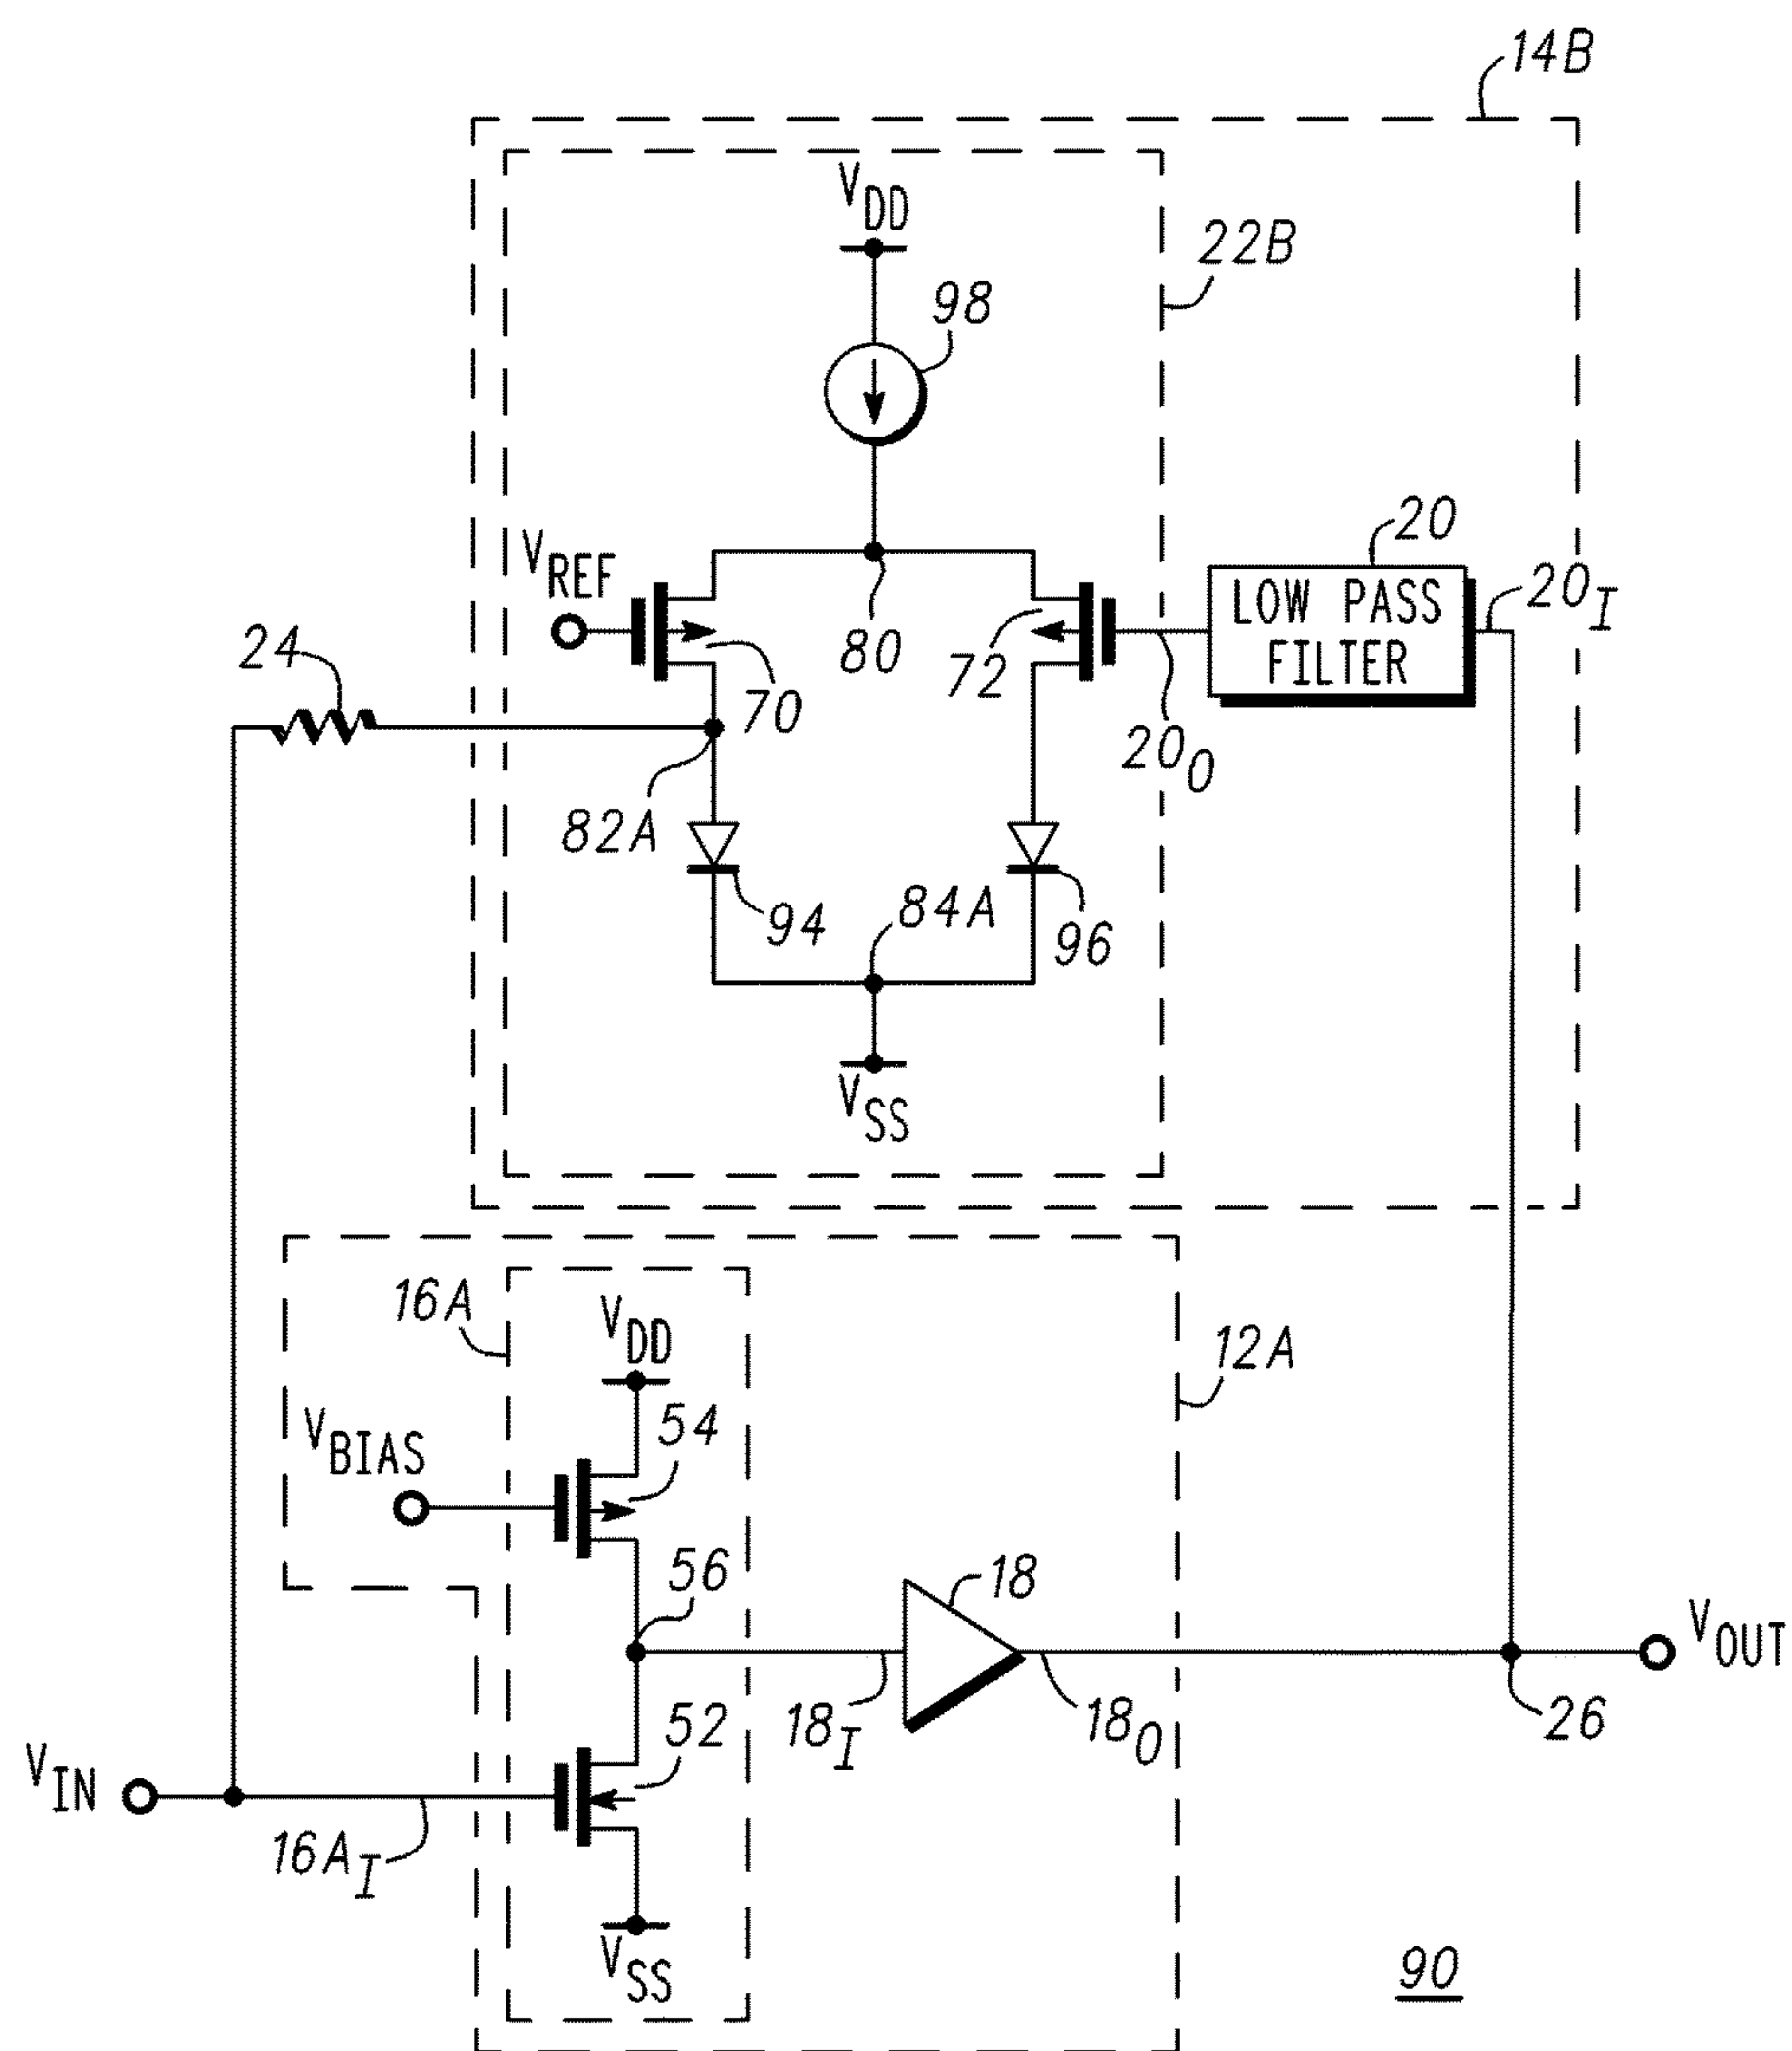 14B
VDD
22B
98
VREF
20
LOW PASS
FILTER
20I
24
80
72
70
20O
82A
94
84A
96
VSS
16A
VDD
12A
VBIAS
54
56
18
VOUT
52
18I
18O
26
VIN
16AI
VSS
90